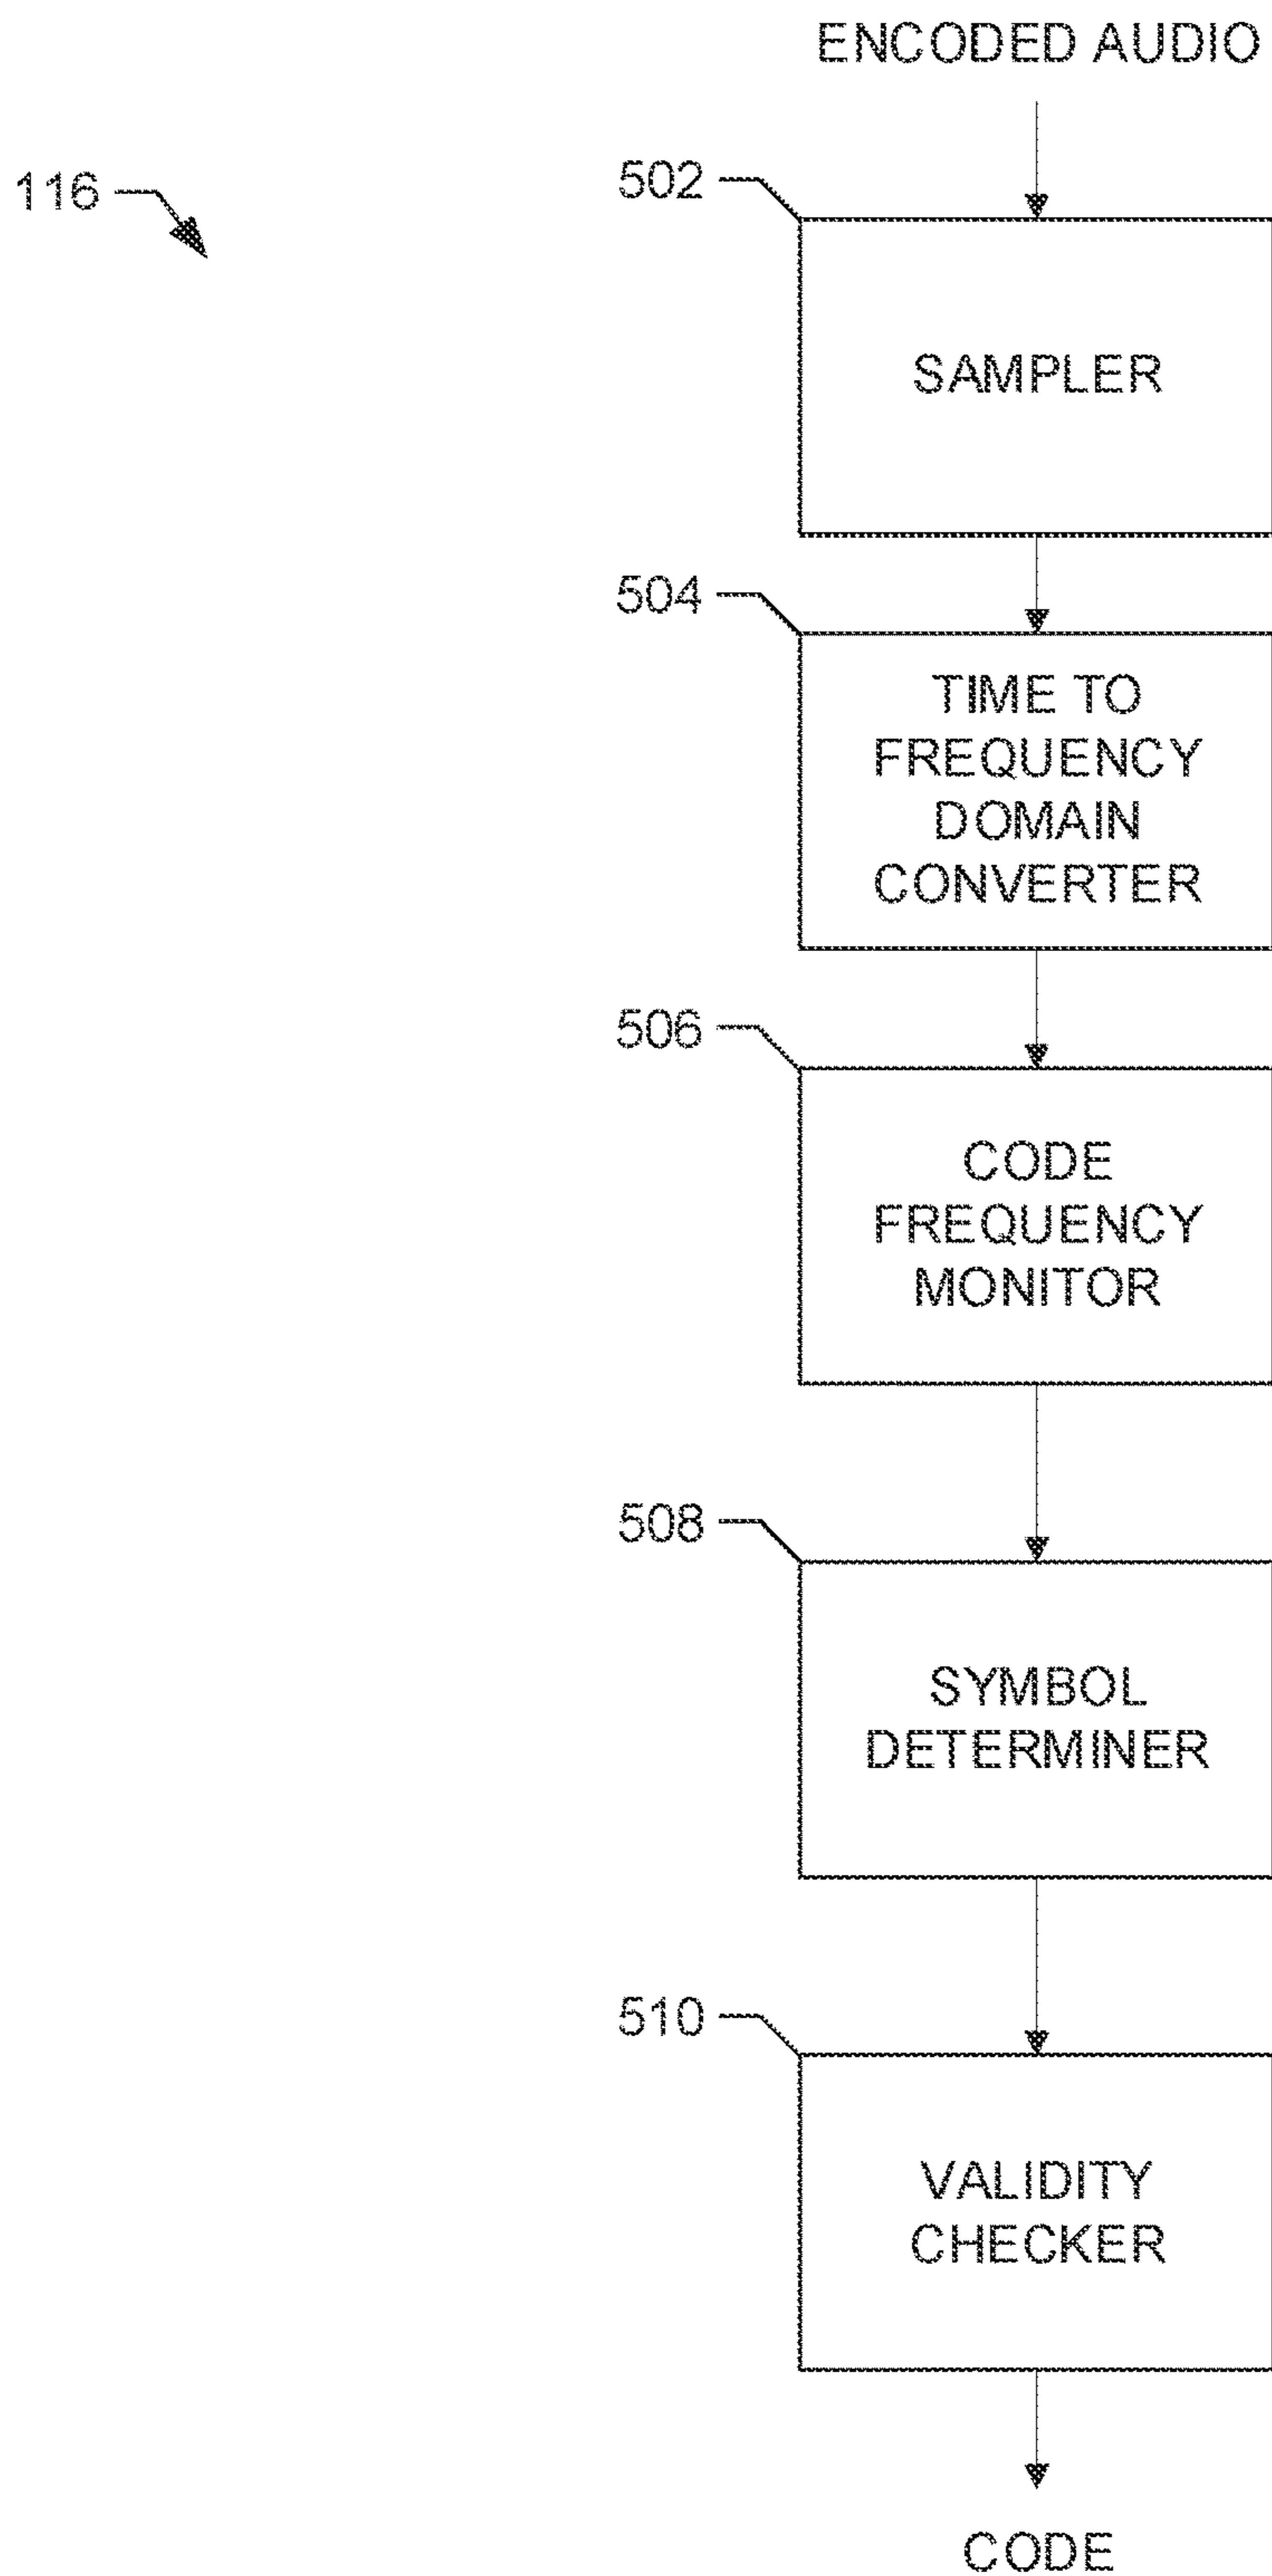 ENCODED AUDIO
116
502
SAMPLER
504
TIME TO
FREQUENCY
DOMAIN
CONVERTER
506
CODE
FREQUENCY
MONITOR
508
SYMBOL
DETERMINER
510
VALIDITY
CHECKER
CODE